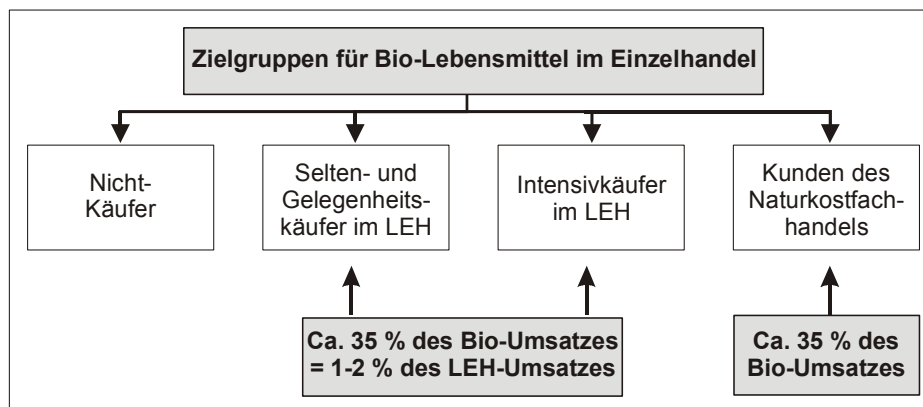 Zielgruppen für Bio-Lebensmittel im Einzelhandel
Nicht-
Käufer
Selten- und
Gelegenheits-
käufer im LEH
Intensivkäufer
im LEH
Kunden des
Naturkostfach-
handels
Ca. 35 % des Bio-Umsatzes
= 1-2 % des LEH-Umsatzes
Ca. 35 % des
Bio-Umsatzes